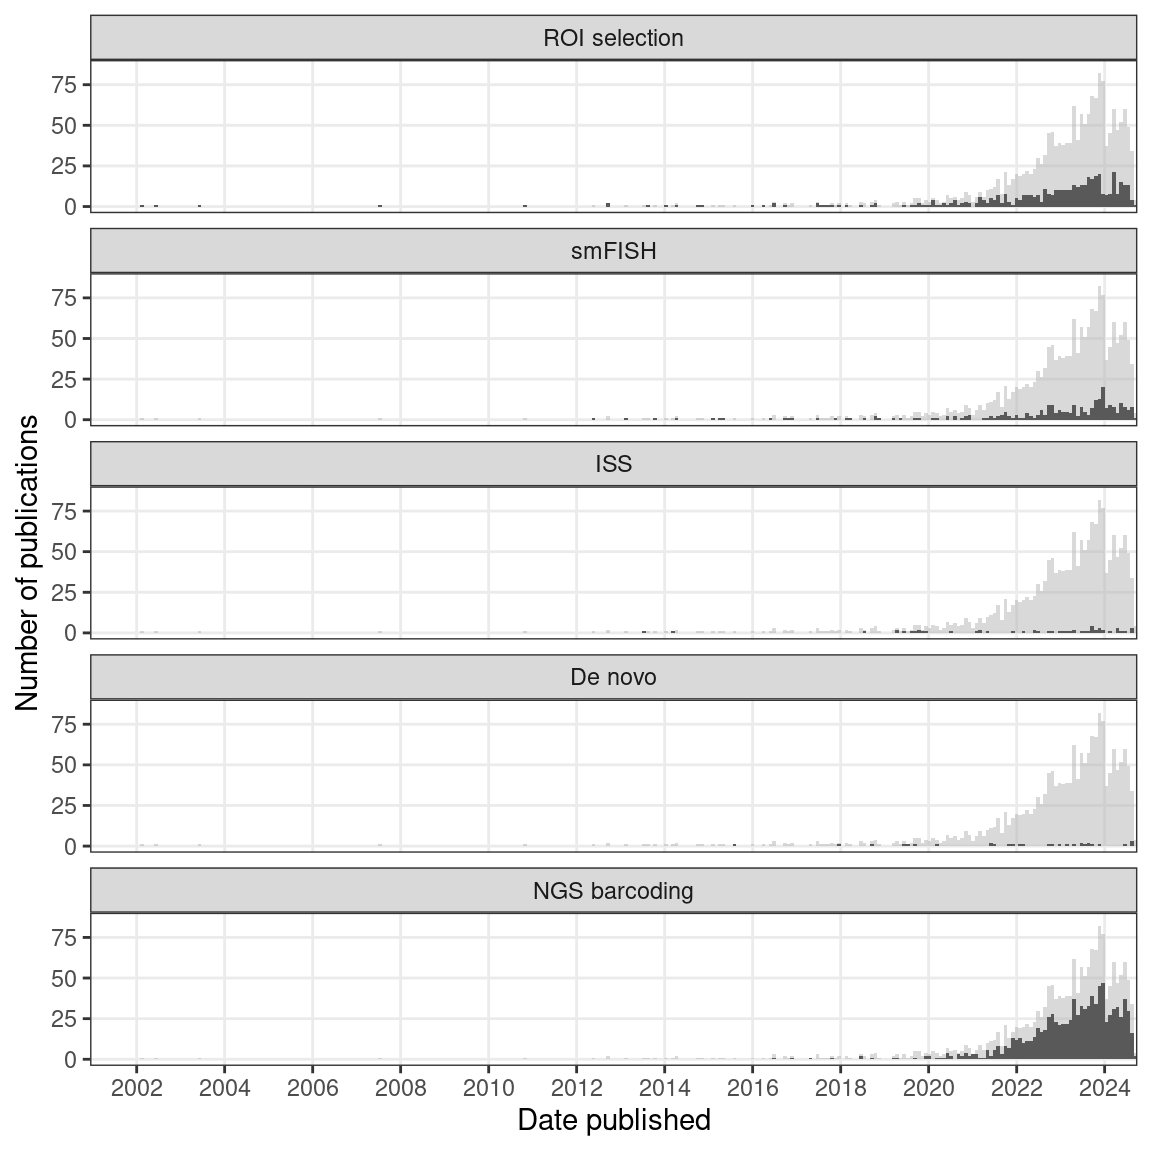 ROI selection
75
50
25
0
smFISH
75
50
25
0
ISS
75
50
25
0
De novo
75
50
25
0
NGS barcoding
75
50
25
0
Number of publications
2002 2004 2006 2008 2010 2012 2014 2016 2018 2020 2022 2024
Date published